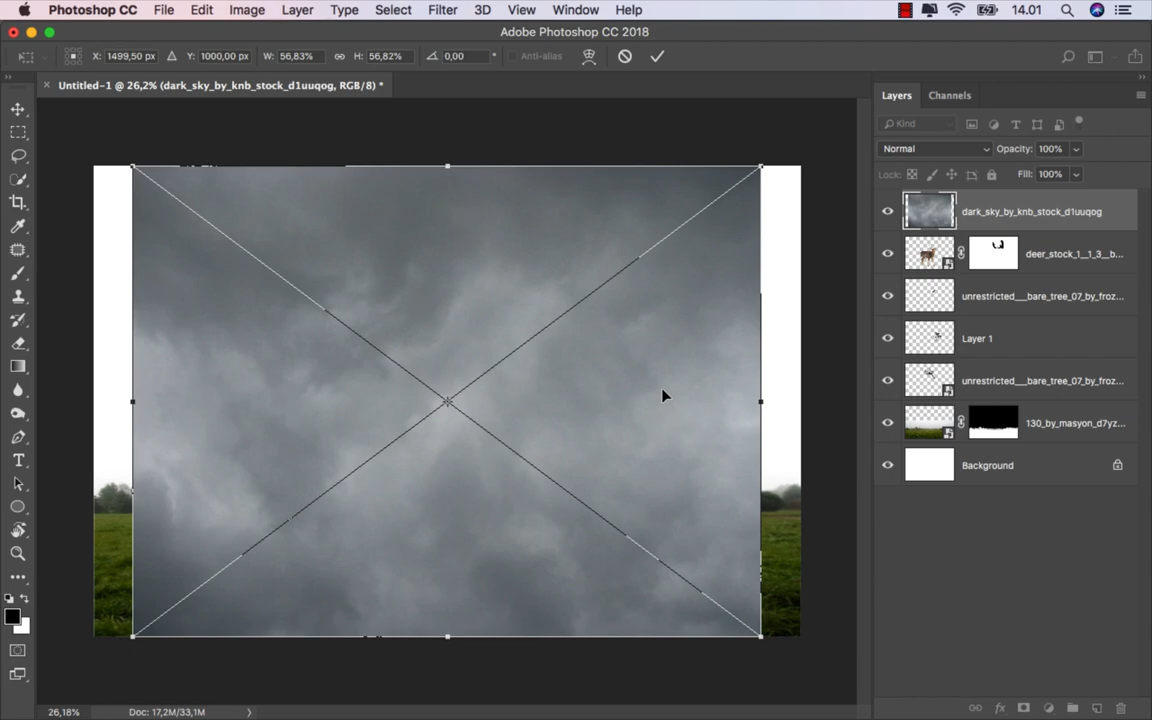 Photoshop CC File Edit Image Layer Type Select Filter 3D View Window Help 14.01
Adobe Photoshop CC 2018
X: 1499,50 px Y: 1000,00 px W: 56,83% H: 56,82% 0,00 ° Anti-alias
Untitled-1 @ 26,2% (dark_sky_by_knb_stock_d1uuqog, RGB/8) *
Layers Channels
Kind
Normal Opacity: 100%
Lock: Fill: 100%
dark_sky_by_knb_stock_d1uuqog
deer_stock_1__1_3__b...
unrestricted__bare_tree_07_by_froz...
Layer 1
unrestricted__bare_tree_07_by_froz...
130_by_masyon_d7yz...
Background
26,18% Doc: 17,2M/33,1M